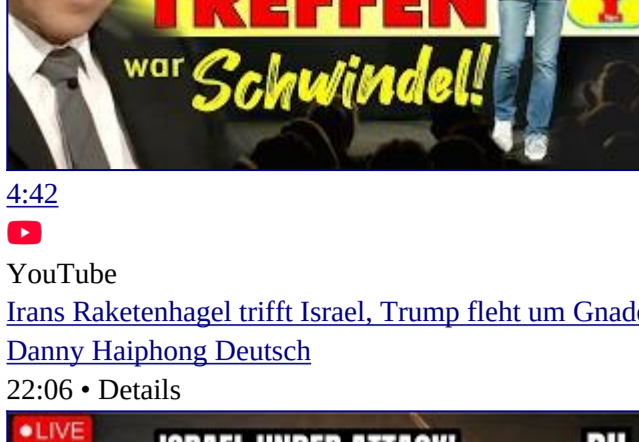 TREFFEN
war Schwindel!
4:42
YouTube
Irans Raketenhagel trifft Israel, Trump fleht um
Danny Haiphong Deutsch
22:06 • Details
LIVE
ISRAEL UNDER ATTACK!